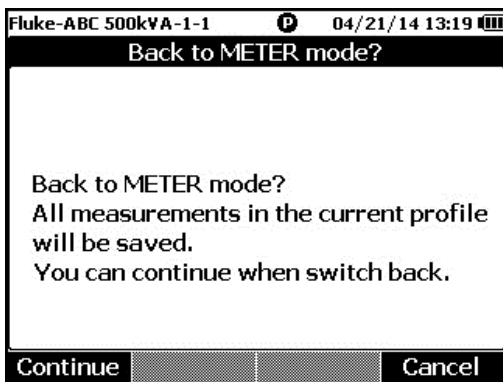 Fluke-ABC 500kVA-1-1 P 04/21/14 13:19
Back to METER mode?
Back to METER mode?
All measurements in the current profile
will be saved.
You can continue when switch back.
Continue Cancel